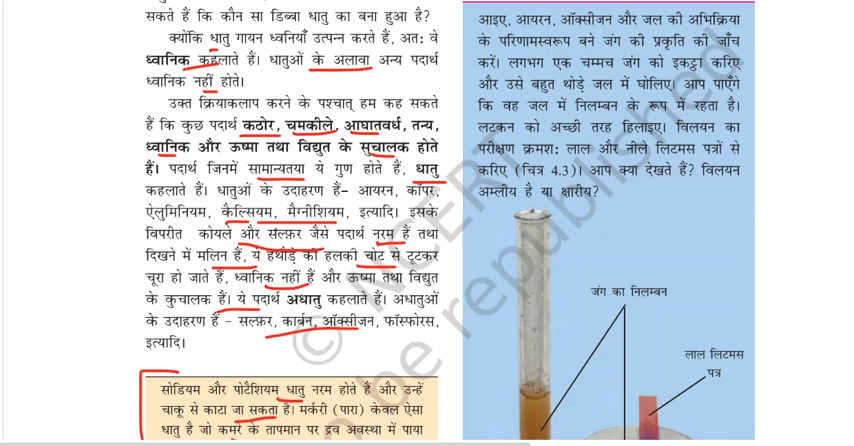 सकते हैं कि कौन सा डिब्बा धातु का बना हुआ है?
क्योंकि धातु गायन ध्वनियाँ उत्पन्न करते हैं, अतः वे
ध्वानिक कहलाते हैं। धातुओं के अलावा अन्य पदार्थ
ध्वानिक नहीं होते।
उक्त क्रियाकलाप करने के पश्चात् हम कह सकते
हैं कि कुछ पदार्थ कठोर, चमकीले, आघातवर्ध, तन्य,
ध्वानिक और ऊष्मा तथा विद्युत के सुचालक होते
हैं। पदार्थ जिनमें सामान्यतया ये गुण होते हैं, धातु
कहलाते हैं। धातुओं के उदाहरण हैं– आयरन, कॉपर,
ऐलुमिनियम, कैल्सियम, मैग्नीशियम, इत्यादि। इसके
विपरीत कोयले और सल्फ़र जैसे पदार्थ नरम हैं तथा
दिखने में मलिन हैं, ये हथौड़े की हलकी चोट से टूटकर
चूरा हो जाते हैं, ध्वानिक नहीं हैं और ऊष्मा तथा विद्युत
के कुचालक हैं। ये पदार्थ अधातु कहलाते हैं। अधातुओं
के उदाहरण हैं – सल्फ़र, कार्बन, ऑक्सीजन, फॉस्फोरस,
इत्यादि।
सोडियम और पोटैशियम धातु नरम होते हैं और उन्हें
चाकू से काटा जा सकता है। मर्करी (पारा) केवल ऐसा
धातु है जो कमरे के तापमान पर द्रव अवस्था में पाया
आइए, आयरन, ऑक्सीजन और जल की अभिक्रिया
के परिणामस्वरूप बने जंग की प्रकृति की जाँच
करें। लगभग एक चम्मच जंग को इकट्ठा करिए
और उसे बहुत थोड़े जल में घोलिए। आप पाएँगे
कि वह जल में निलम्बन के रूप में रहता है।
लटकन को अच्छी तरह हिलाइए। विलयन का
परीक्षण क्रमशः लाल और नीले लिटमस पत्रों से
करिए (चित्र 4.3)। आप क्या देखते हैं? विलयन
अम्लीय है या क्षारीय?
जंग का निलम्बन
लाल लिटमस
पत्र
© NCERT
to be republished